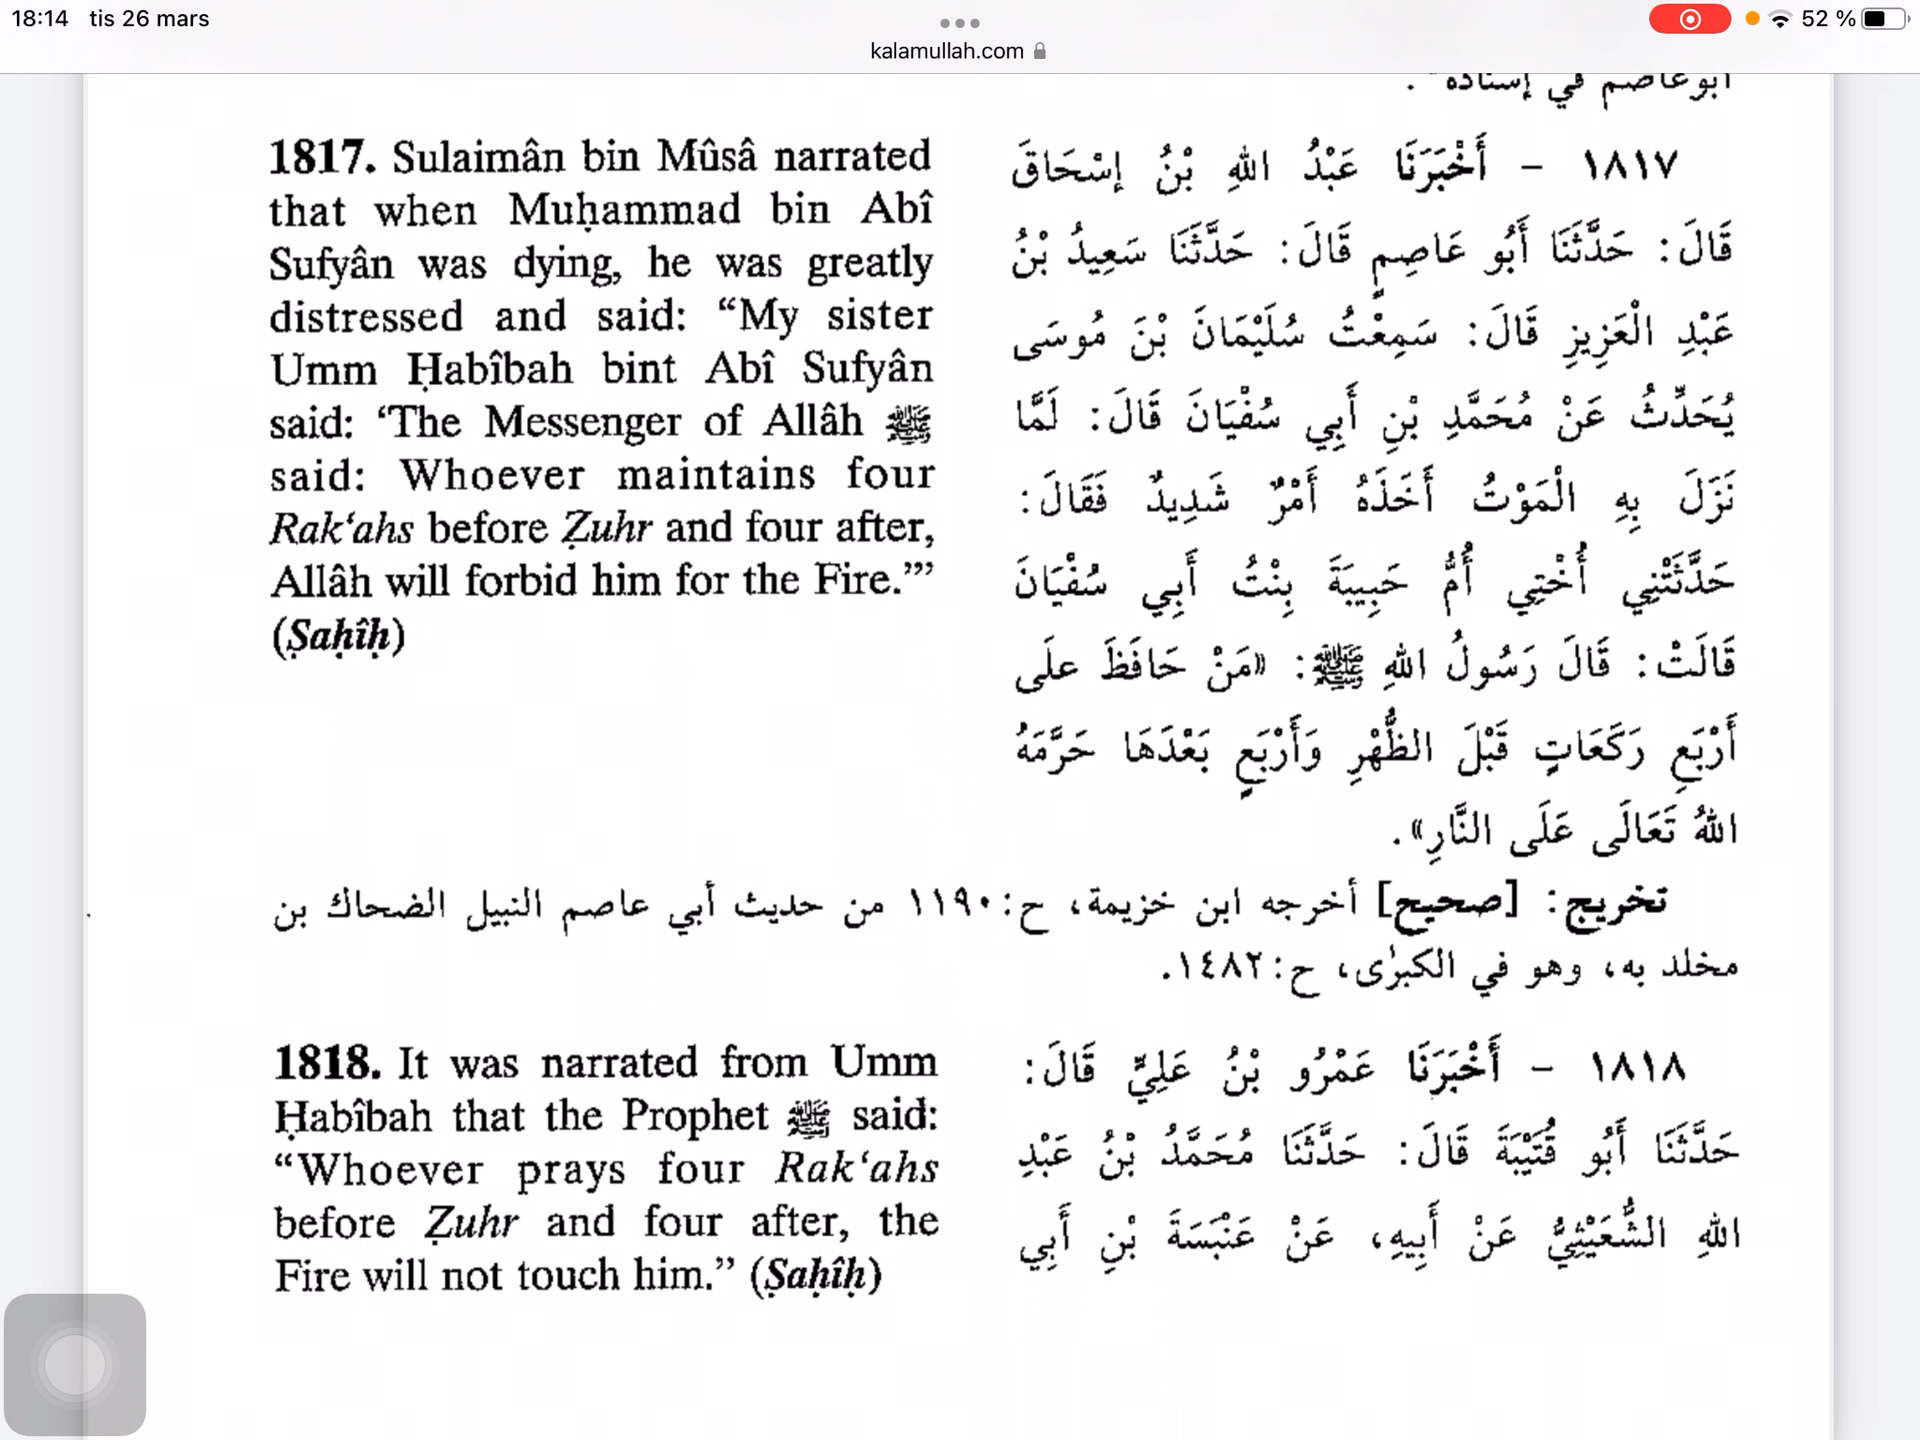 18:14 tis 26 mars
52 %
kalamullah.com
أبو عاصم في إسناده".
1817. Sulaimân bin Mûsâ narrated
that when Muḥammad bin Abî
Sufyân was dying, he was greatly
distressed and said: “My sister
Umm Ḥabîbah bint Abî Sufyân
said: ‘The Messenger of Allâh ﷺ
said: Whoever maintains four
Rak‘ahs before Ẓuhr and four after,
Allâh will forbid him for the Fire.’”
(Ṣaḥîḥ)
١٨١٧ – أَخْبَرَنَا عَبْدُ اللهِ بْنُ إِسْحَاقَ
قَالَ: حَدَّثَنَا أَبُو عَاصِمٍ قَالَ: حَدَّثَنَا سَعِيدُ بْنُ
عَبْدِ الْعَزِيزِ قَالَ: سَمِعْتُ سُلَيْمَانَ بْنَ مُوسَى
يُحَدِّثُ عَنْ مُحَمَّدِ بْنِ أَبِي سُفْيَانَ قَالَ: لَمَّا
نَزَلَ بِهِ الْمَوْتُ أَخَذَهُ أَمْرٌ شَدِيدٌ فَقَالَ:
حَدَّثَتْنِي أُخْتِي أُمُّ حَبِيبَةَ بِنْتُ أَبِي سُفْيَانَ
قَالَتْ: قَالَ رَسُولُ اللهِ ﷺ: «مَنْ حَافَظَ عَلَى
أَرْبَعِ رَكَعَاتٍ قَبْلَ الظُّهْرِ وَأَرْبَعٍ بَعْدَهَا حَرَّمَهُ
اللهُ تَعَالَى عَلَى النَّارِ».
تخريج: [صحيح] أخرجه ابن خزيمة، ح:١١٩٠ من حديث أبي عاصم النبيل الضحاك بن
مخلد به، وهو في الكبرٰى، ح:١٤٨٢.
1818. It was narrated from Umm
Ḥabîbah that the Prophet ﷺ said:
“Whoever prays four Rak‘ahs
before Ẓuhr and four after, the
Fire will not touch him.” (Ṣaḥîḥ)
١٨١٨ – أَخْبَرَنَا عَمْرُو بْنُ عَلِيٍّ قَالَ:
حَدَّثَنَا أَبُو قُتَيْبَةَ قَالَ: حَدَّثَنَا مُحَمَّدُ بْنُ عَبْدِ
اللهِ الشُّعَيْثِيُّ عَنْ أَبِيهِ، عَنْ عَنْبَسَةَ بْنِ أَبِي